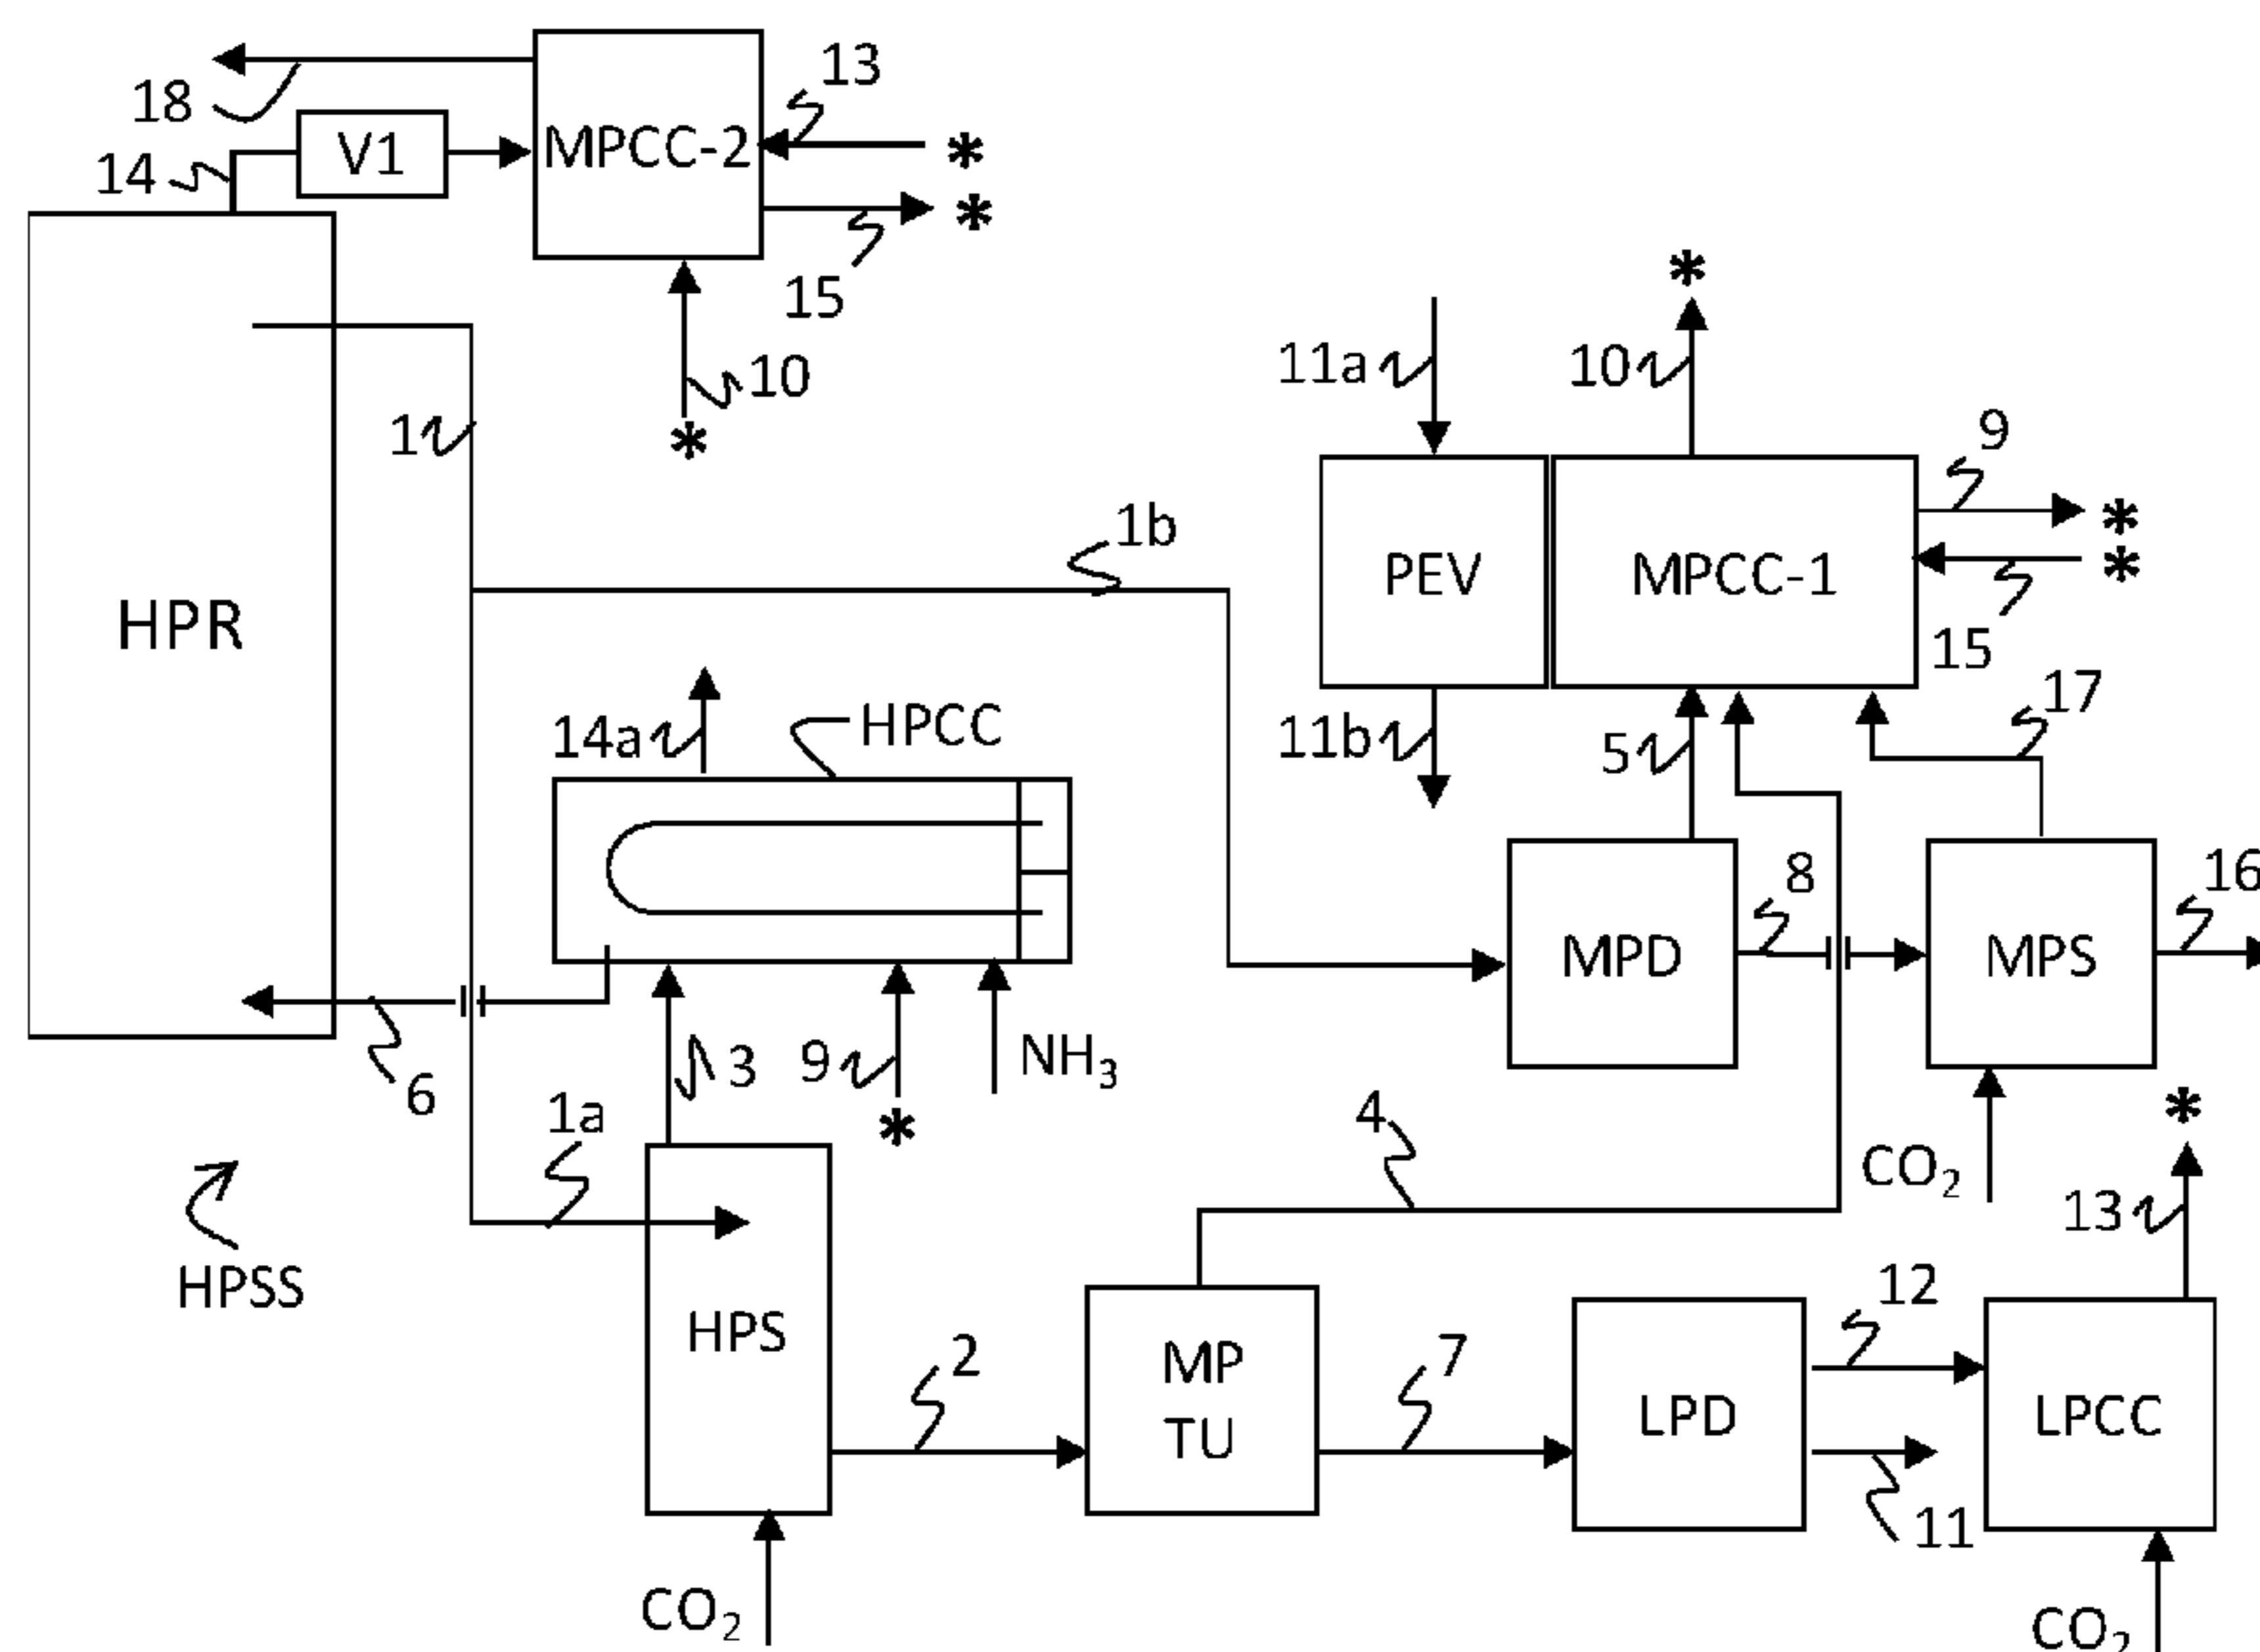 13
18
V1
MPCC-2
14
*
*
15
*
11a
10
10
9
1
*
1b
*
PEV
MPCC-1
*
HPR
15
17
14a
HPCC
11b
5
8
16
MPD
MPS
3
9
NH₃
6
*
1a
4
*
CO₂
13
HPSS
12
HPS
2
MP
TU
7
LPD
LPCC
11
CO₂
CO₂